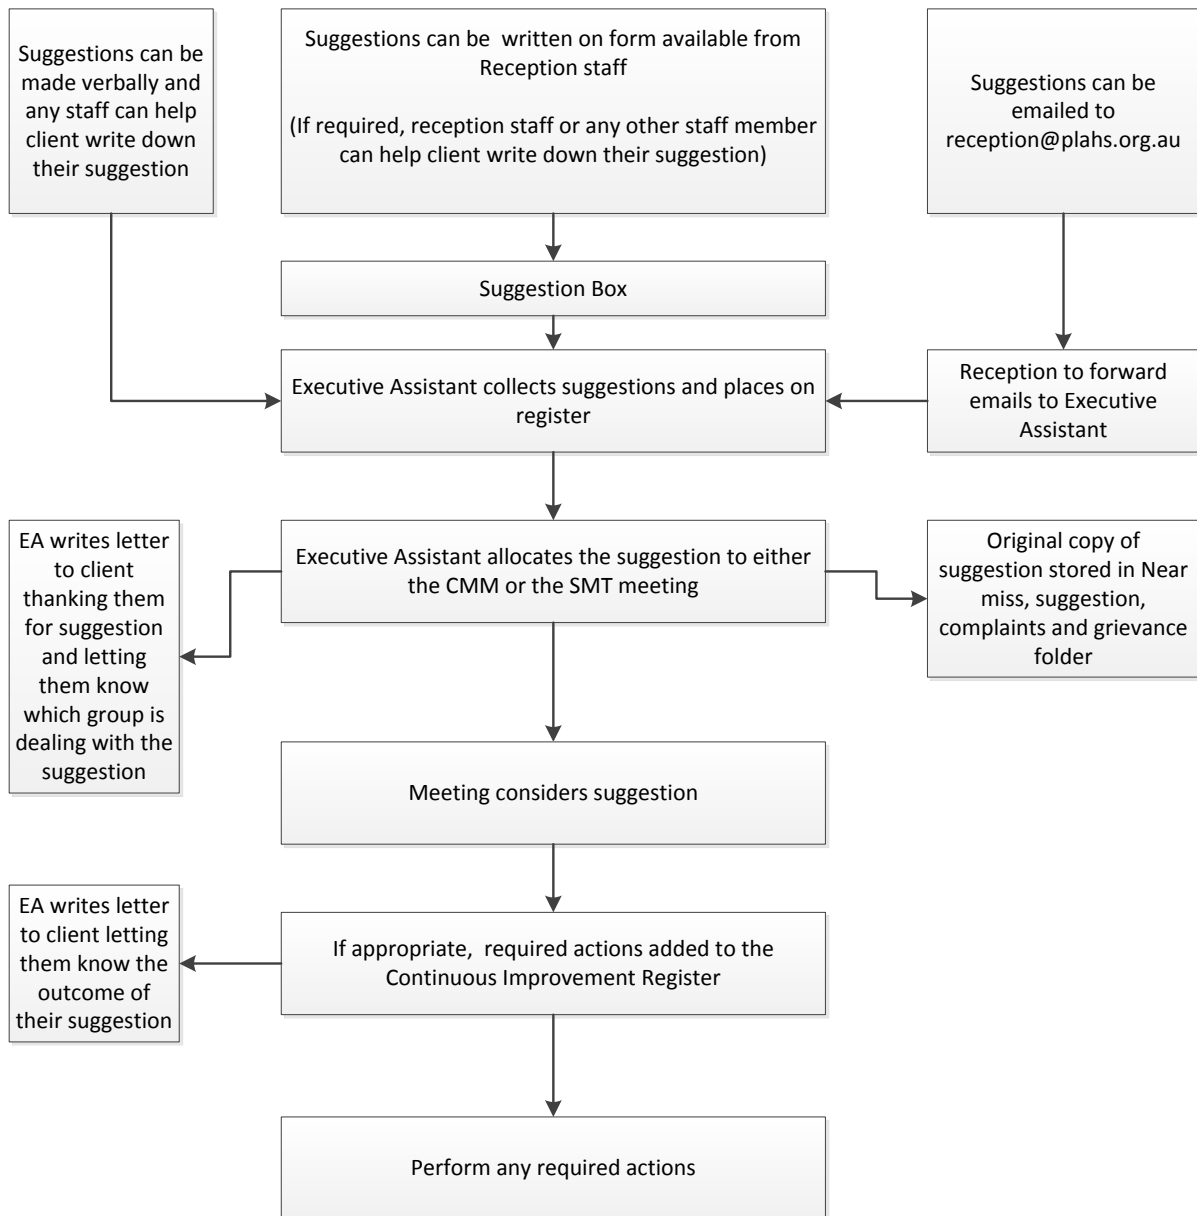 Suggestions can be
made verbally and
any staff can help
client write down
their suggestion
Suggestions can be written on form available from
Reception staff
(If required, reception staff or any other staff member
can help client write down their suggestion)
Suggestions can be
emailed to
reception@plahs.org.au
Suggestion Box
Executive Assistant collects suggestions and places on
register
Reception to forward
emails to Executive
Assistant
EA writes letter
to client
thanking them
for suggestion
and letting
them know
which group is
dealing with the
suggestion
Executive Assistant allocates the suggestion to either
the CMM or the SMT meeting
Original copy of
suggestion stored in Near
miss, suggestion,
complaints and grievance
folder
Meeting considers suggestion
EA writes letter
to client letting
them know the
outcome of
their suggestion
If appropriate, required actions added to the
Continuous Improvement Register
Perform any required actions